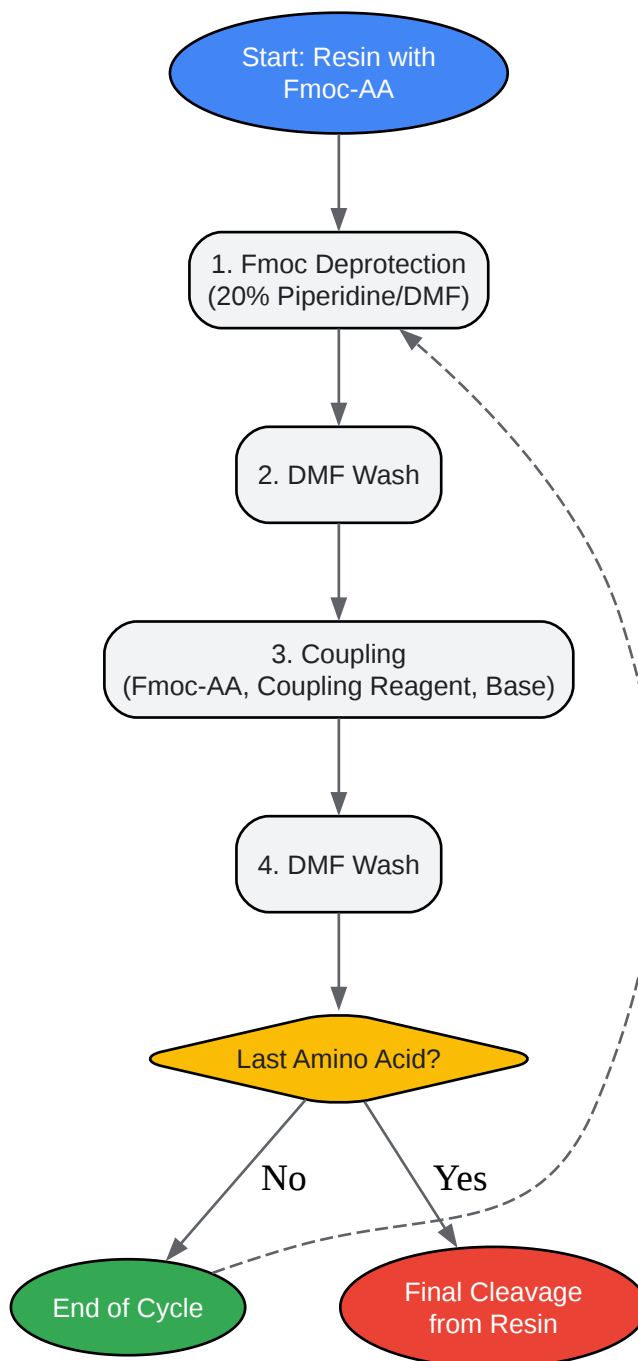 Start: Resin with
Fmoc-AA
1. Fmoc Deprotection
(20% Piperidine/DMF)
2. DMF Wash
3. Coupling
(Fmoc-AA, Coupling Reagent, Base)
4. DMF Wash
Last Amino Acid?
No
Yes
End of Cycle
Final Cleavage
from Resin